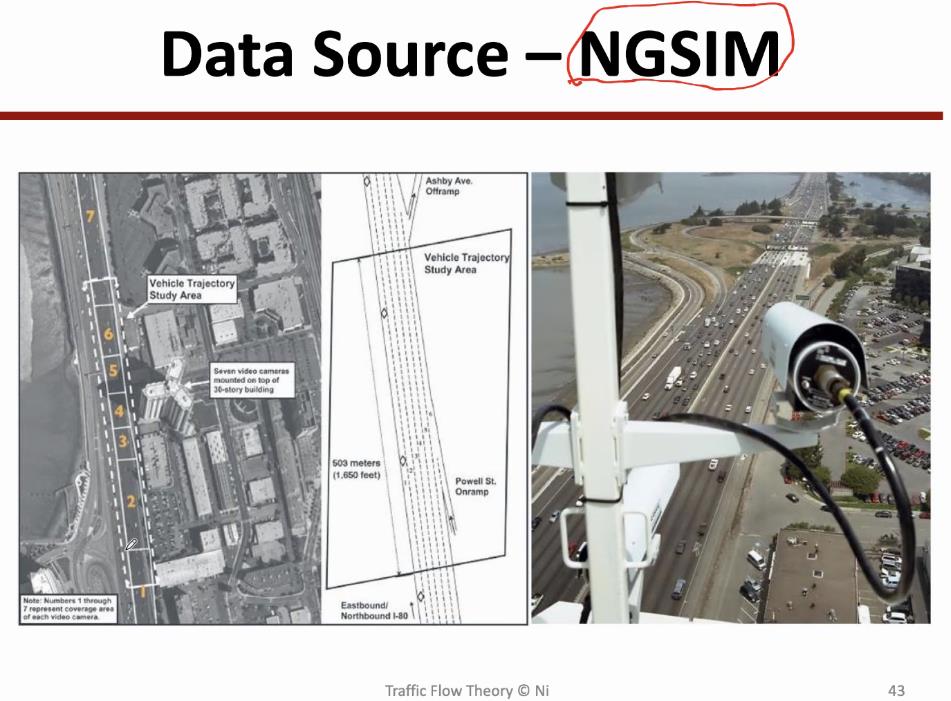 Data Source – NGSIM
7
6
5
4
3
2
1
Vehicle Trajectory
Study Area
Seven video cameras
mounted on top of
30-story building
Note: Numbers 1 through
7 represent coverage area
of each video camera.
Ashby Ave.
Offramp
Vehicle Trajectory
Study Area
503 meters
(1,650 feet)
Powell St.
Onramp
Eastbound/
Northbound I-80
Traffic Flow Theory © Ni
43